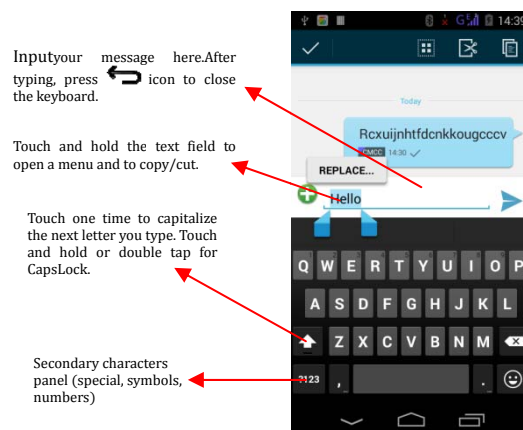 14:39
Inputyour message here.After
typing, press icon to close
the keyboard.
Touch and hold the text field to
open a menu and to copy/cut.
Touch one time to capitalize
the next letter you type. Touch
and hold or double tap for
CapsLock.
Secondary characters
panel (special, symbols,
numbers)
Today
Rcxuijnhtfdcnkkougcccv
CMCC 14:30
REPLACE...
Hello
Q W E R T Y U I O P
A S D F G H J K L
Z X C V B N M
?123 , .